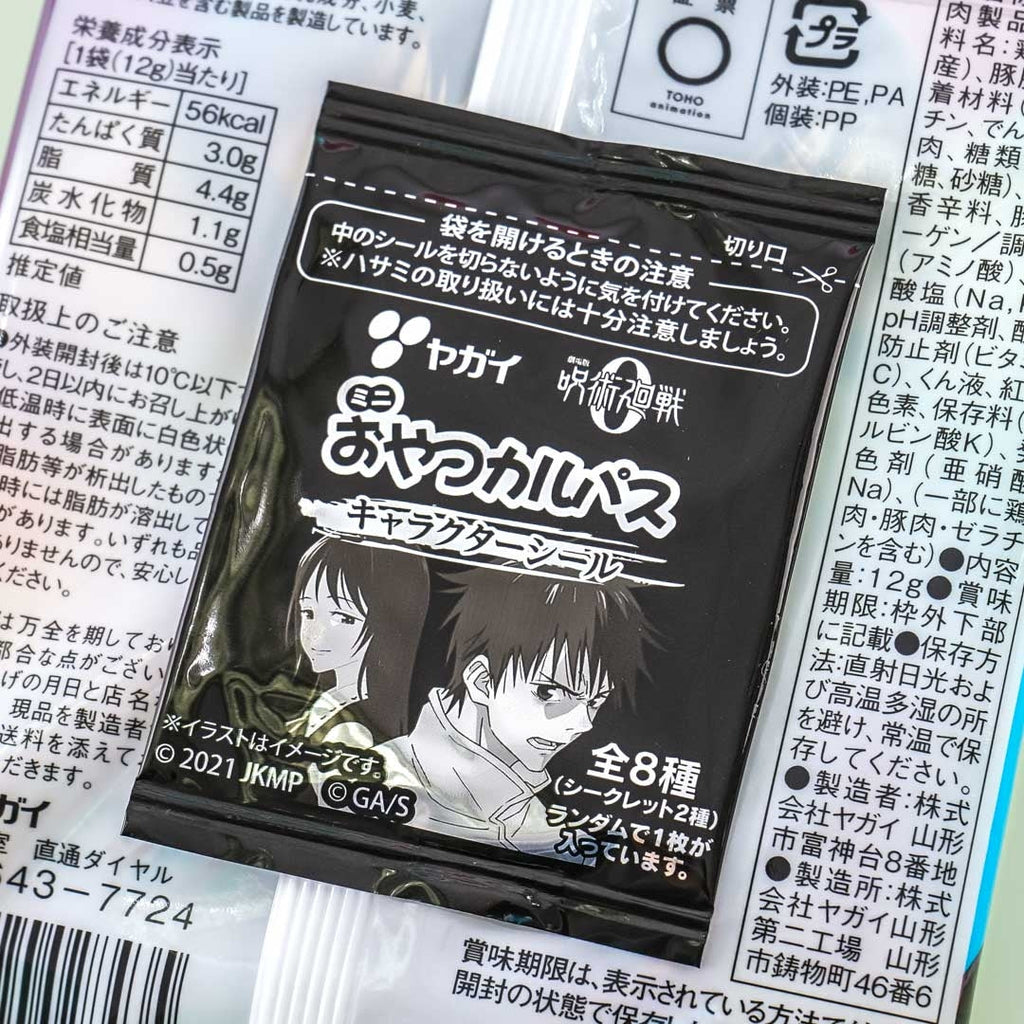 を含む製品を製造しています。
栄養成分表示
[1袋(12g)当たり]
エネルギー 56kcal
たんぱく質 3.0g
脂質 4.4g
炭水化物 1.1g
食塩相当量 0.5g
推定値
取扱上のご注意
外装開封後は10℃以下
し、2日以内にお召し上が
低温時に表面に白色状
出する場合があります
脂肪等が析出したもので
時には脂肪が溶出して
があります。いずれも品
ありませんので、安心し
ください。
は万全を期しており
都合な点がござい
げの月日と店名
現品を製造者
送料を添えて
だきます。
ガイ
室 直通ダイヤル
643-7724
証票
TOHO
animation
プラ
外装:PE,PA
個装:PP
切り口
袋を開けるときの注意
中のシールを切らないように気を付けてください。
※ハサミの取り扱いには十分注意しましょう。
ヤガイ
劇場版
呪術廻戦
0
ミニ
おやつカルパス
キャラクターシール
※イラストはイメージです。
© 2021 JKMP © GA/S
全8種
(シークレット2種)
ランダムで1枚が
入っています。
肉製品
料名:鶏
産)、豚
着材料(
チン、でん
肉、糖類
糖、砂糖)、
香辛料、豚
ーゲン/調
(アミノ酸)
酸塩(Na,
pH調整剤、酸
防止剤(ビタ
C)、くん液、紅
色素、保存料(
ルビン酸K)、
色剤(亜硝酸
Na)、(一部に鶏
肉・豚肉・ゼラチ
ンを含む)●内容
量:12g●賞味
期限:枠外下部
に記載●保存方
法:直射日光およ
び高温多湿の所
を避け、常温で保
存してください。
●製造者:株式
会社ヤガイ 山形
市富神台8番地
●製造所:株式
会社ヤガイ山形
第二工場 山形
市鋳物町46番6
賞味期限は、表示されている方法で
開封の状態で保存し